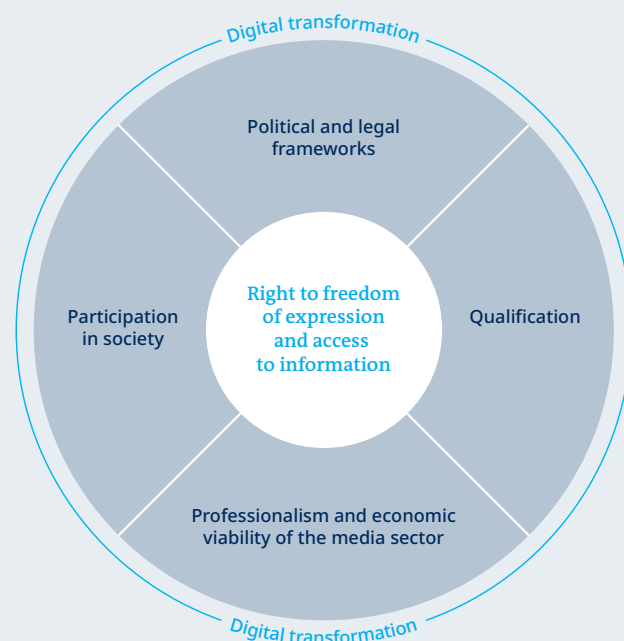 Digital transformation
Political and legal
frameworks
Participation
in society
Right to freedom
of expression
and access
to information
Qualification
Professionalism and economic
viability of the media sector
Digital transformation